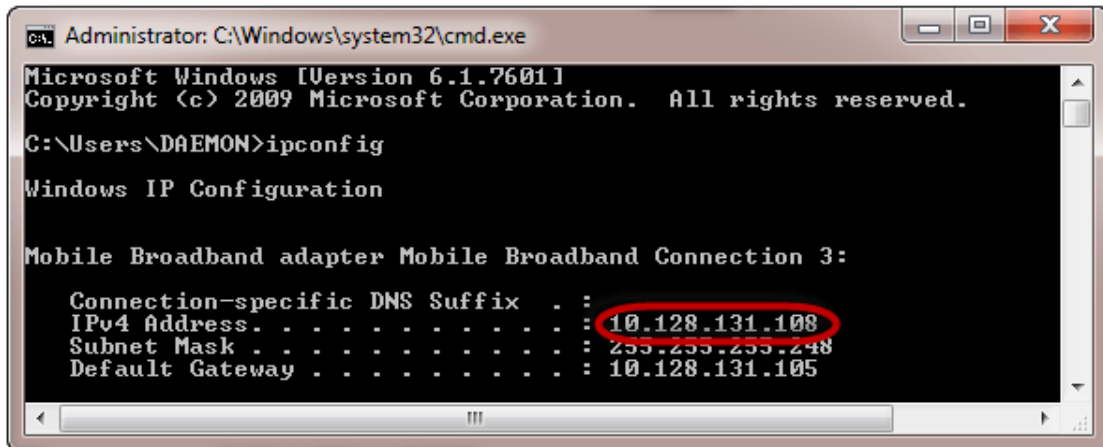 Administrator: C:\Windows\system32\cmd.exe
Microsoft Windows [Version 6.1.7601]
Copyright (c) 2009 Microsoft Corporation.  All rights reserved.
C:\Users\DAEMON>ipconfig
Windows IP Configuration
Mobile Broadband adapter Mobile Broadband Connection 3:
Connection-specific DNS Suffix  . :
IPv4 Address. . . . . . . . . . . : 10.128.131.108
Subnet Mask . . . . . . . . . . . : 255.255.255.248
Default Gateway . . . . . . . . . : 10.128.131.105